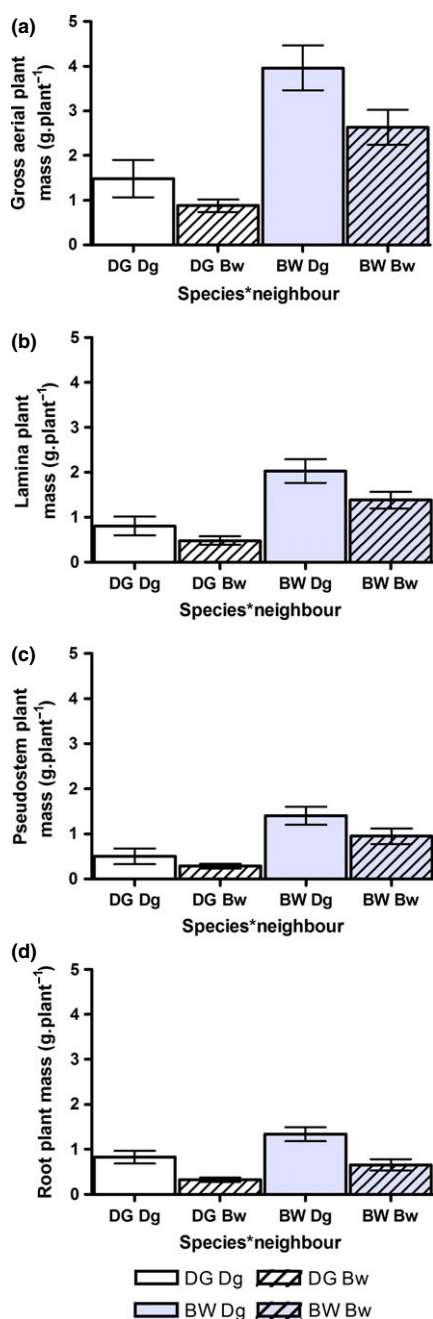 (a)
Gross aerial plant
mass (g.plant⁻¹)
5
4
3
2
1
0
DG Dg DG Bw BW Dg BW Bw
Species*neighbour
(b)
Lamina plant
mass (g.plant⁻¹)
5
4
3
2
1
0
DG Dg DG Bw BW Dg BW Bw
Species*neighbour
(c)
Pseudostem plant
mass (g.plant⁻¹)
5
4
3
2
1
0
DG Dg DG Bw BW Dg BW Bw
Species*neighbour
(d)
Root plant mass (g.plant⁻¹)
5
4
3
2
1
0
DG Dg DG Bw BW Dg BW Bw
Species*neighbour
DG Dg DG Bw
BW Dg BW Bw